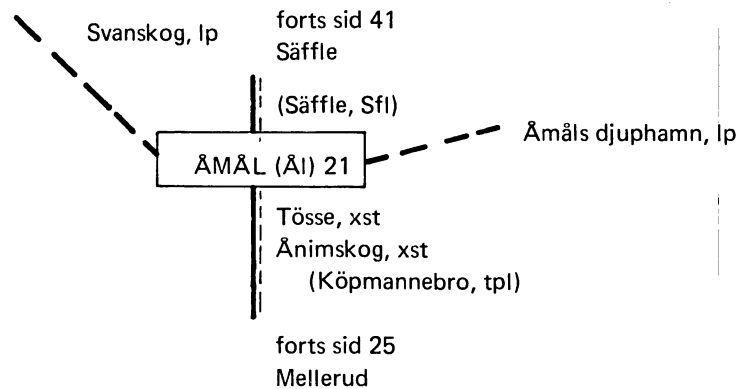 forts sid 41
Svanskog, lp
Säffle
(Säffle, Sfl)
Åmåls djuphamn, lp
ÅMÅL (Ål) 21
Tösse, xst
Ånimskog, xst
(Köpmannebro, tpl)
forts sid 25
Mellerud